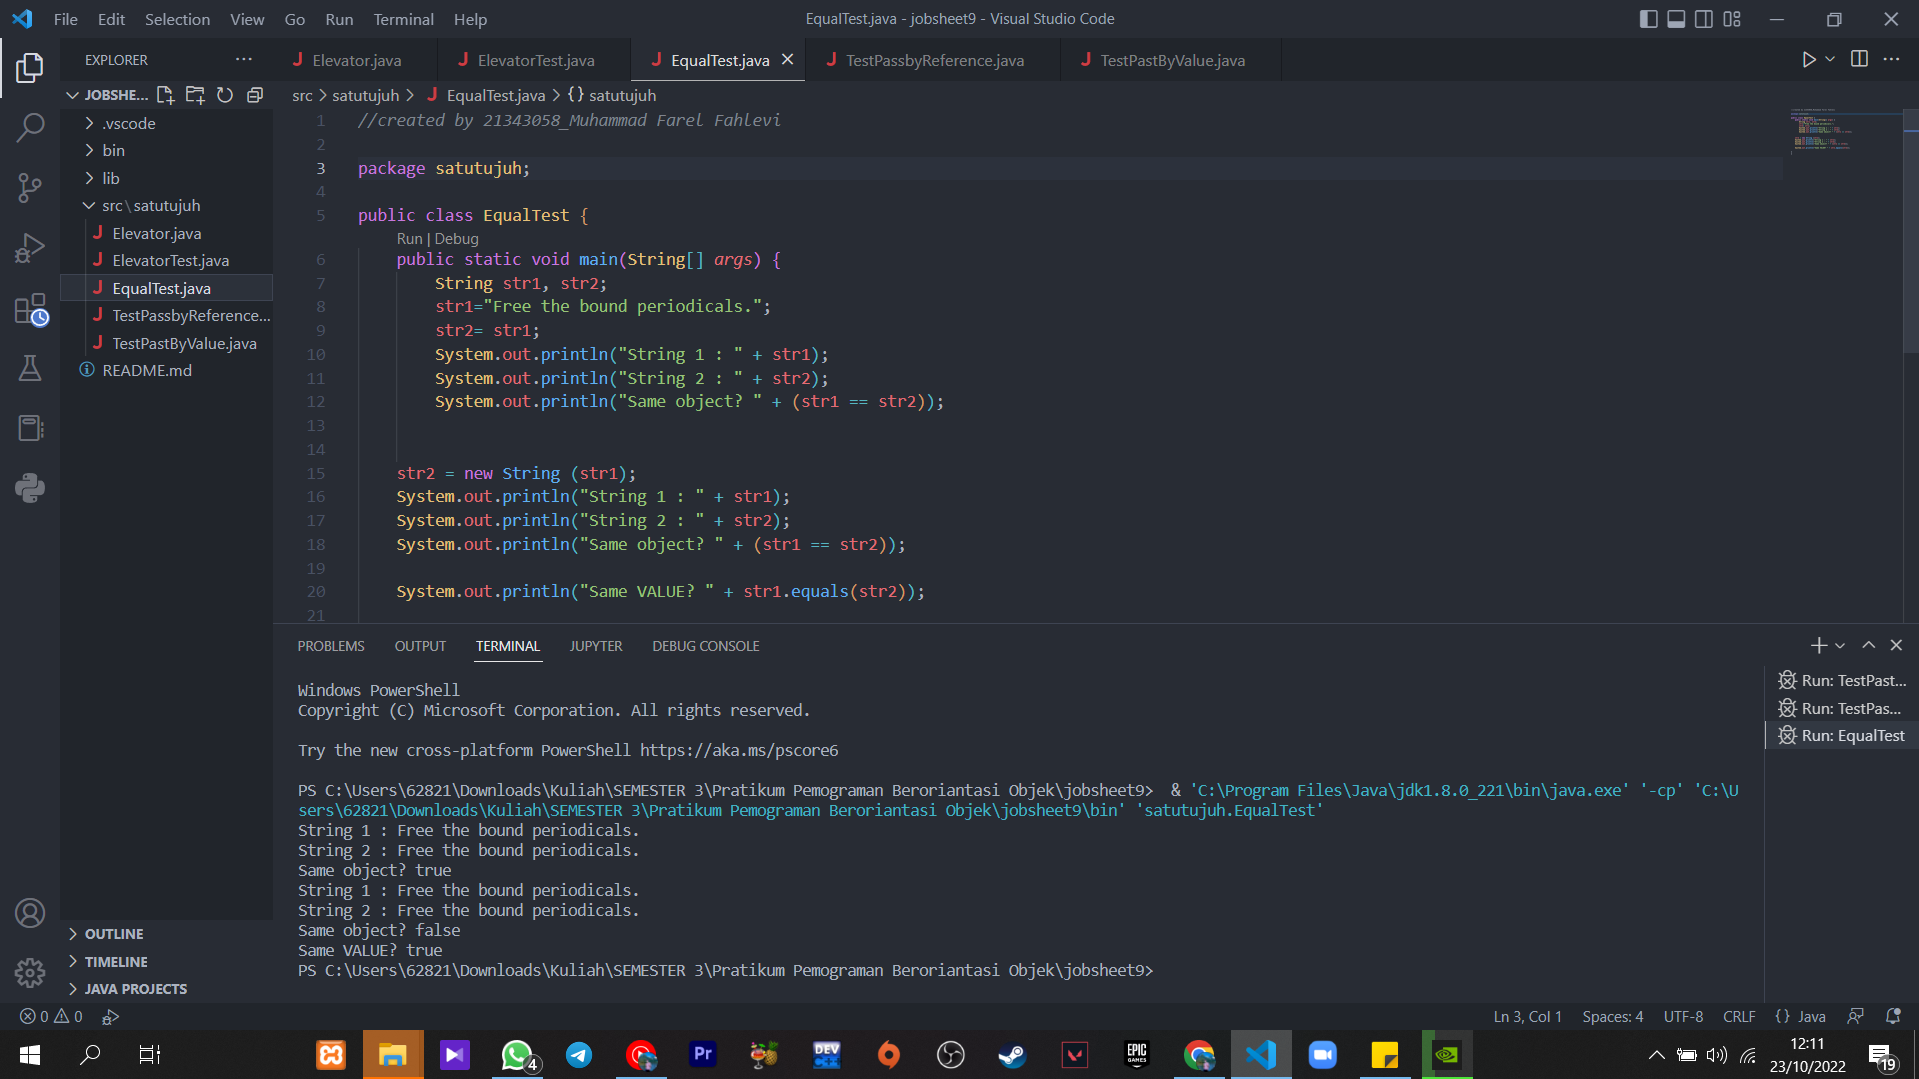 File Edit Selection View Go Run Terminal Help
EqualTest.java - jobsheet9 - Visual Studio Code
EXPLORER
Elevator.java
ElevatorTest.java
EqualTest.java
TestPassbyReference.java
TestPastByValue.java
JOBSHE...
.vscode
bin
lib
src\satutujuh
Elevator.java
ElevatorTest.java
EqualTest.java
TestPassbyReference...
TestPastByValue.java
README.md
OUTLINE
TIMELINE
JAVA PROJECTS
src > satutujuh > EqualTest.java > {} satutujuh
1 //created by 21343058_Muhammad Farel Fahlevi
2
3 package satutujuh;
4
5 public class EqualTest {
Run | Debug
6 public static void main(String[] args) {
7 String str1, str2;
8 str1="Free the bound periodicals.";
9 str2= str1;
10 System.out.println("String 1 : " + str1);
11 System.out.println("String 2 : " + str2);
12 System.out.println("Same object? " + (str1 == str2));
13
14
15 str2 = new String (str1);
16 System.out.println("String 1 : " + str1);
17 System.out.println("String 2 : " + str2);
18 System.out.println("Same object? " + (str1 == str2));
19
20 System.out.println("Same VALUE? " + str1.equals(str2));
21
PROBLEMS OUTPUT TERMINAL JUPYTER DEBUG CONSOLE
Windows PowerShell
Copyright (C) Microsoft Corporation. All rights reserved.
Try the new cross-platform PowerShell https://aka.ms/pscore6
PS C:\Users\62821\Downloads\Kuliah\SEMESTER 3\Pratikum Pemograman Beroriantasi Objek\jobsheet9>  & 'C:\Program Files\Java\jdk1.8.0_221\bin\java.exe' '-cp' 'C:\U
sers\62821\Downloads\Kuliah\SEMESTER 3\Pratikum Pemograman Beroriantasi Objek\jobsheet9\bin' 'satutujuh.EqualTest'
String 1 : Free the bound periodicals.
String 2 : Free the bound periodicals.
Same object? true
String 1 : Free the bound periodicals.
String 2 : Free the bound periodicals.
Same object? false
Same VALUE? true
PS C:\Users\62821\Downloads\Kuliah\SEMESTER 3\Pratikum Pemograman Beroriantasi Objek\jobsheet9>
Run: TestPast...
Run: TestPas...
Run: EqualTest
0 0
Ln 3, Col 1 Spaces: 4 UTF-8 CRLF {} Java
4
Pr
DEV
C++
EPIC
GAMES
12:11
23/10/2022
19